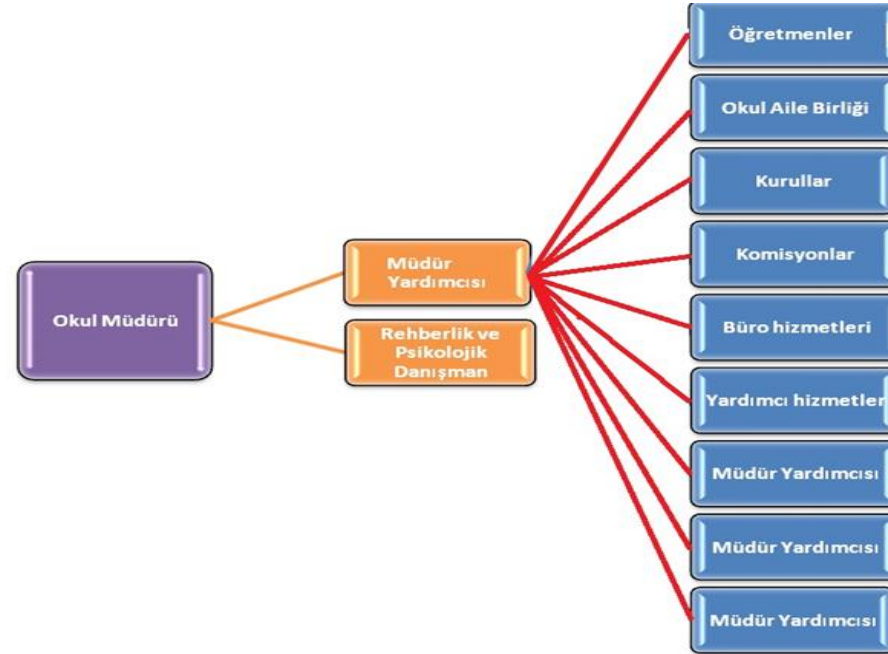 Okul Müdürü
Müdür
Yardımcısı
Rehberlik ve
Psikolojik
Danışman
Öğretmenler
Okul Aile Birliği
Kurullar
Komisyonlar
Büro hizmetleri
Yardımcı hizmetler
Müdür Yardımcısı
Müdür Yardımcısı
Müdür Yardımcısı